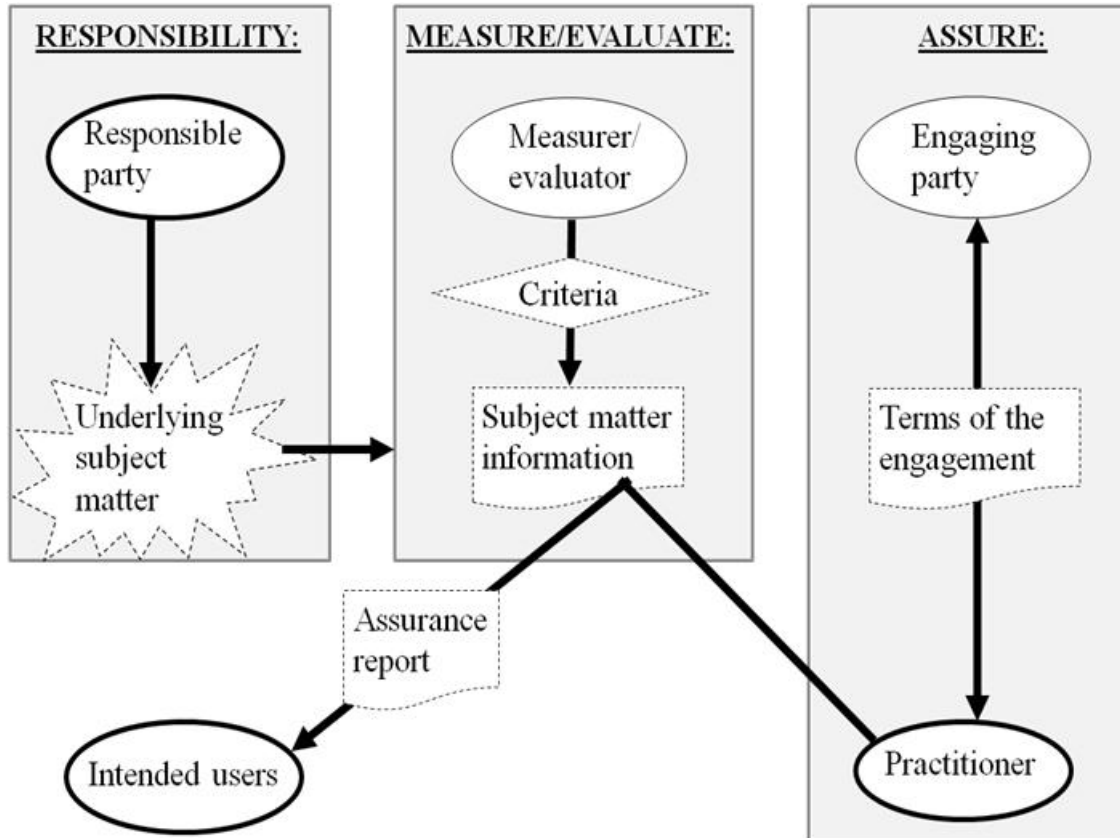 RESPONSIBILITY:
MEASURE/EVALUATE:
ASSURE:
Responsible
party
Measurer/
evaluator
Engaging
party
Criteria
Underlying
subject
matter
Subject matter
information
Terms of the
engagement
Assurance
report
Intended users
Practitioner